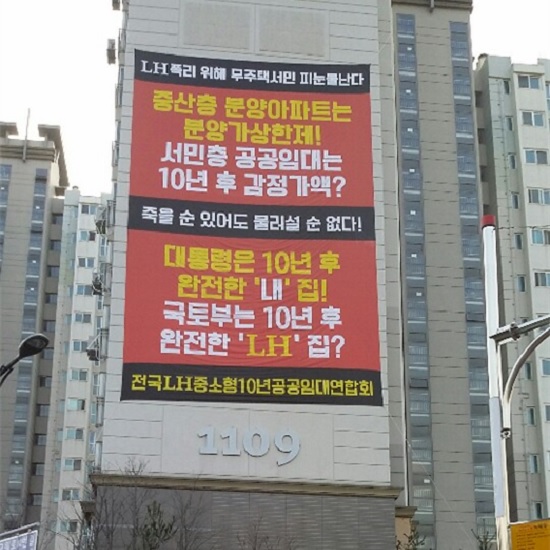 LH폭리 위해 무주택서민 피눈물난다
중산층 분양아파트는
분양가상한제!
서민층 공공임대는
10년 후 감정가액?
죽을 순 있어도 물러설 순 없다!
대통령은 10년 후
완전한 '내' 집!
국토부는 10년 후
완전한 'LH' 집?
전국LH중소형10년공공임대연합회
1109